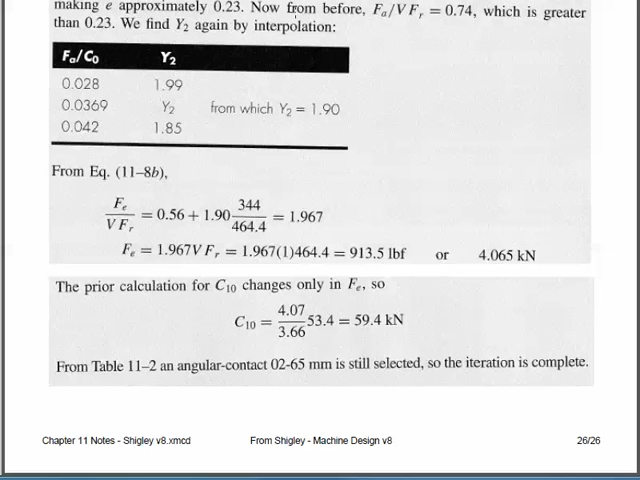 making e approximately 0.23. Now from before, Fₐ/V Fᵣ = 0.74, which is greater
than 0.23. We find Y₂ again by interpolation:
Fₐ/C₀ Y₂
0.028 1.99
0.0369 Y₂ from which Y₂ = 1.90
0.042 1.85
From Eq. (11–8b),
Fₑ/V Fᵣ = 0.56 + 1.90 344/464.4 = 1.967
Fₑ = 1.967V Fᵣ = 1.967(1)464.4 = 913.5 lbf or 4.065 kN
The prior calculation for C₁₀ changes only in Fₑ, so
C₁₀ = 4.07/3.66 53.4 = 59.4 kN
From Table 11–2 an angular-contact 02-65 mm is still selected, so the iteration is complete.
Chapter 11 Notes - Shigley v8.xmcd From Shigley - Machine Design v8 26/26